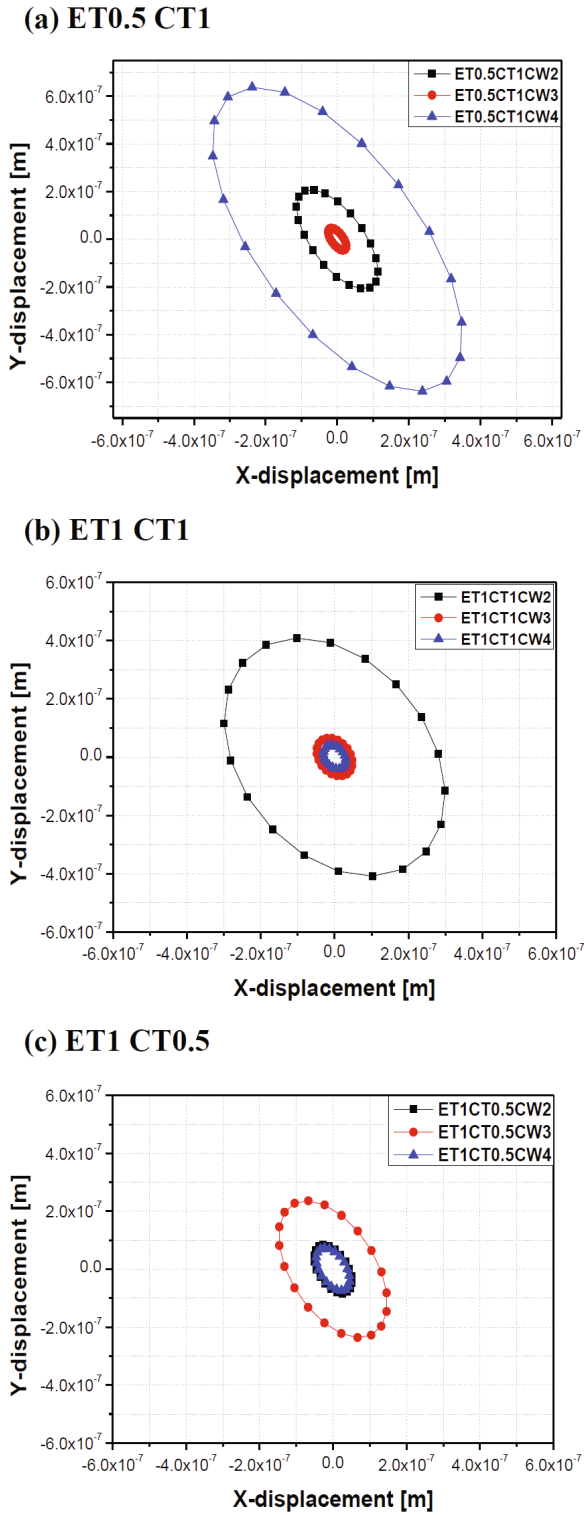 (a) ET0.5 CT1
ET0.5CT1CW2
ET0.5CT1CW3
ET0.5CT1CW4
6.0x10⁻⁷
4.0x10⁻⁷
2.0x10⁻⁷
0.0
-2.0x10⁻⁷
-4.0x10⁻⁷
-6.0x10⁻⁷
Y-displacement [m]
-6.0x10⁻⁷ -4.0x10⁻⁷ -2.0x10⁻⁷ 0.0 2.0x10⁻⁷ 4.0x10⁻⁷ 6.0x10⁻⁷
X-displacement [m]
(b) ET1 CT1
ET1CT1CW2
ET1CT1CW3
ET1CT1CW4
6.0x10⁻⁷
4.0x10⁻⁷
2.0x10⁻⁷
0.0
-2.0x10⁻⁷
-4.0x10⁻⁷
-6.0x10⁻⁷
Y-displacement [m]
-6.0x10⁻⁷ -4.0x10⁻⁷ -2.0x10⁻⁷ 0.0 2.0x10⁻⁷ 4.0x10⁻⁷ 6.0x10⁻⁷
X-displacement [m]
(c) ET1 CT0.5
ET1CT0.5CW2
ET1CT0.5CW3
ET1CT0.5CW4
6.0x10⁻⁷
4.0x10⁻⁷
2.0x10⁻⁷
0.0
-2.0x10⁻⁷
-4.0x10⁻⁷
-6.0x10⁻⁷
Y-displacement [m]
-6.0x10⁻⁷ -4.0x10⁻⁷ -2.0x10⁻⁷ 0.0 2.0x10⁻⁷ 4.0x10⁻⁷ 6.0x10⁻⁷
X-displacement [m]